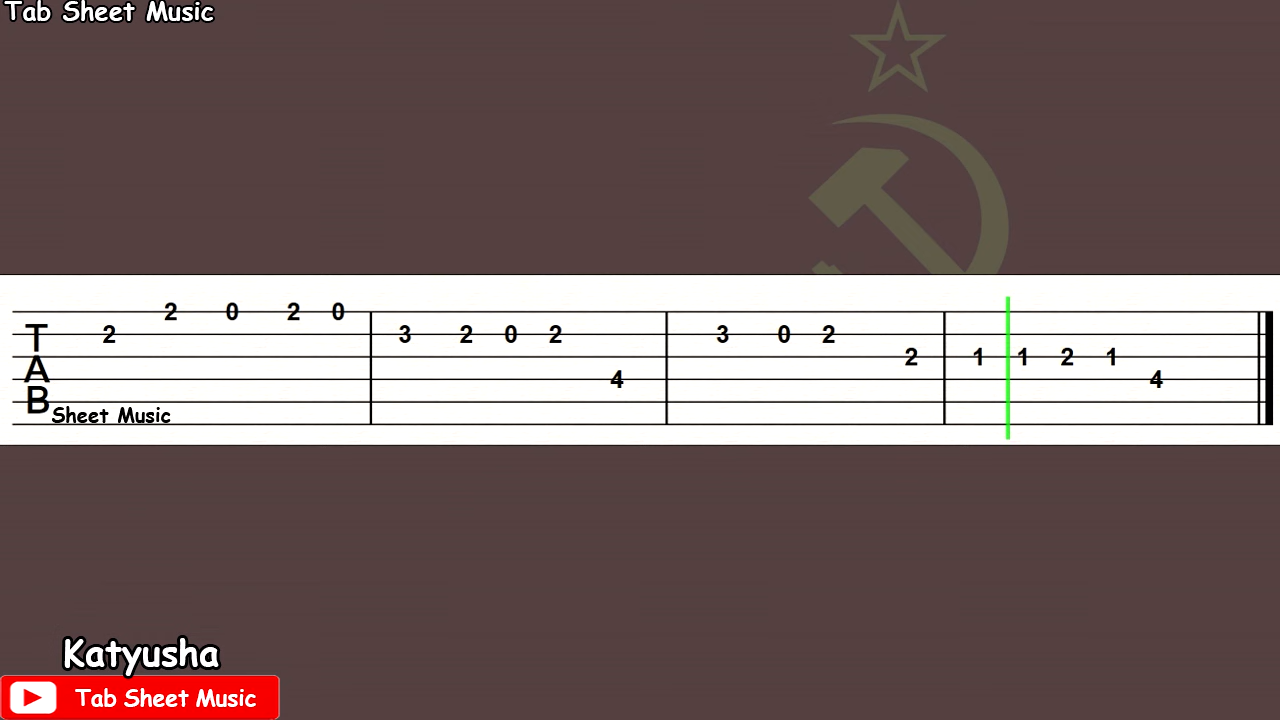 Tab Sheet Music
2 0 2 0
2 3 2 0 2 3 0 2
T
A 2 1 1 2 1
4 4
B Sheet Music
Katyusha
Tab Sheet Music